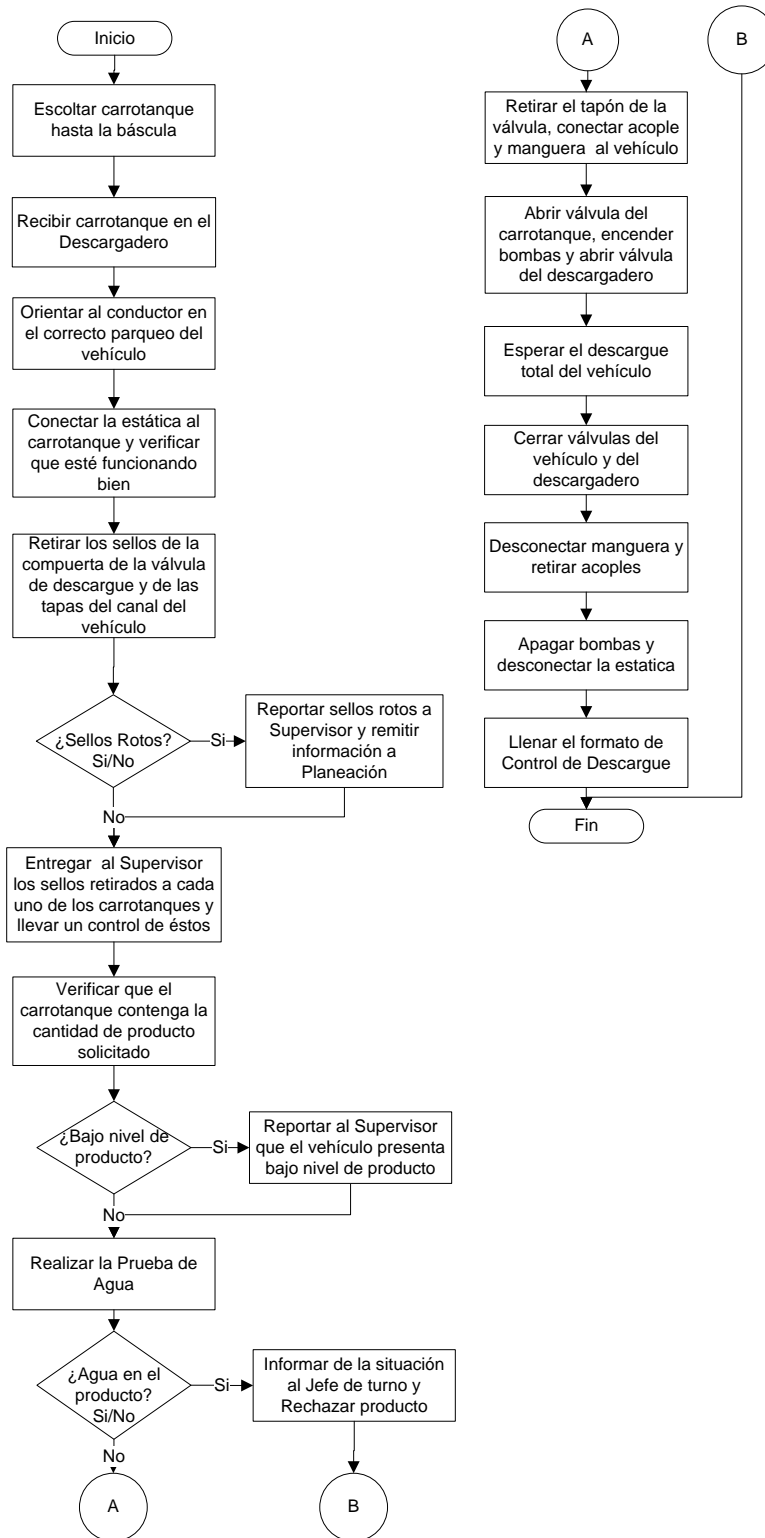 Inicio
Escoltar carrotanque
hasta la báscula
Recibir carrotanque en el
Descargadero
Orientar al conductor en
el correcto parqueo del
vehículo
Conectar la estática al
carrotanque y verificar
que esté funcionando
bien
Retirar los sellos de la
compuerta de la válvula
de descargue y de las
tapas del canal del
vehículo
¿Sellos Rotos?
Si/No
Si
Reportar sellos rotos a
Supervisor y remitir
información a
Planeación
No
Entregar al Supervisor
los sellos retirados a cada
uno de los carrotanques y
llevar un control de éstos
Verificar que el
carrotanque contenga la
cantidad de producto
solicitado
¿Bajo nivel de
producto?
Si
Reportar al Supervisor
que el vehículo presenta
bajo nivel de producto
No
Realizar la Prueba de
Agua
¿Agua en el
producto?
Si/No
Si
Informar de la situación
al Jefe de turno y
Rechazar producto
No
A
B
A
B
Retirar el tapón de la
válvula, conectar acople
y manguera al vehículo
Abrir válvula del
carrotanque, encender
bombas y abrir válvula
del descargadero
Esperar el descargue
total del vehículo
Cerrar válvulas del
vehículo y del
descargadero
Desconectar manguera y
retirar acoples
Apagar bombas y
desconectar la estatica
Llenar el formato de
Control de Descargue
Fin